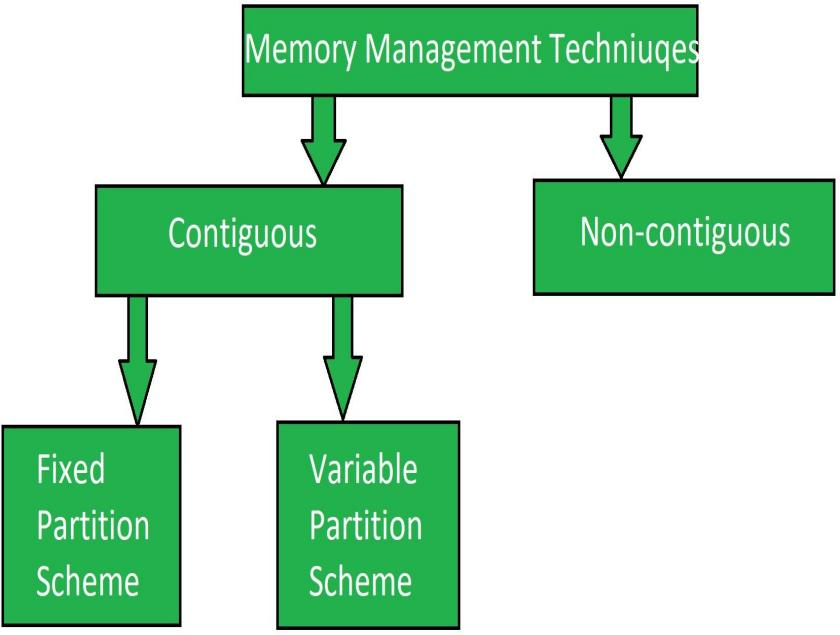 Memory Management Techniuqes
Contiguous
Non-contiguous
Fixed
Partition
Scheme
Variable
Partition
Scheme